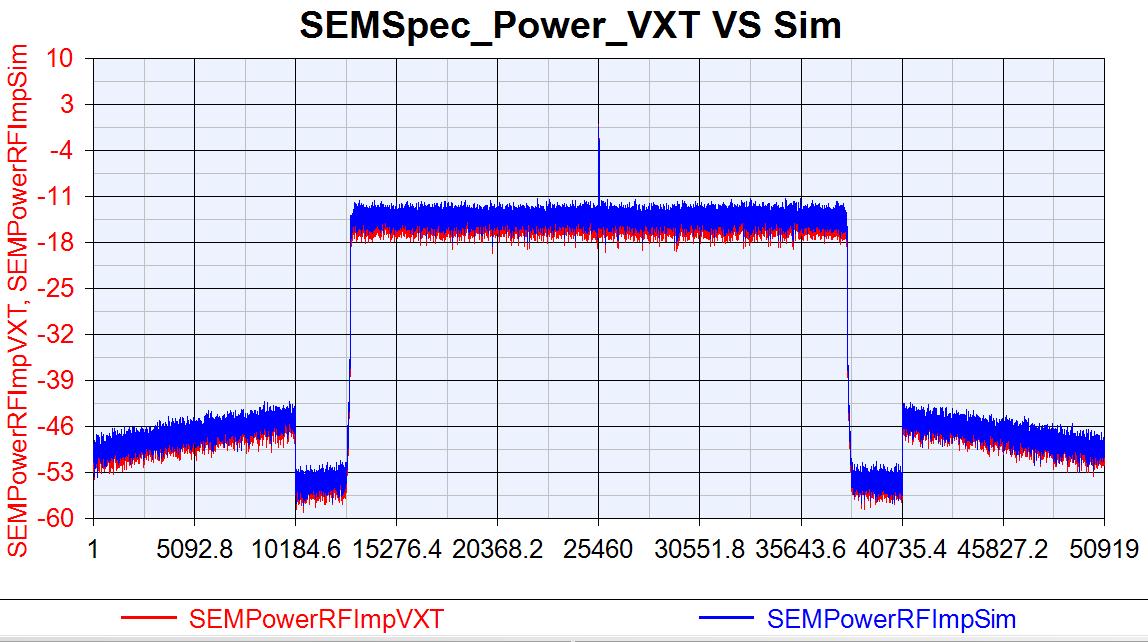 SEMSpec_Power_VXT VS Sim
SEMPowerRFImpVXT, SEMPowerRFImpSim
10
3
-4
-11
-18
-25
-32
-39
-46
-53
-60
1 5092.8 10184.6 15276.4 20368.2 25460 30551.8 35643.6 40735.4 45827.2 50919
SEMPowerRFImpVXT SEMPowerRFImpSim